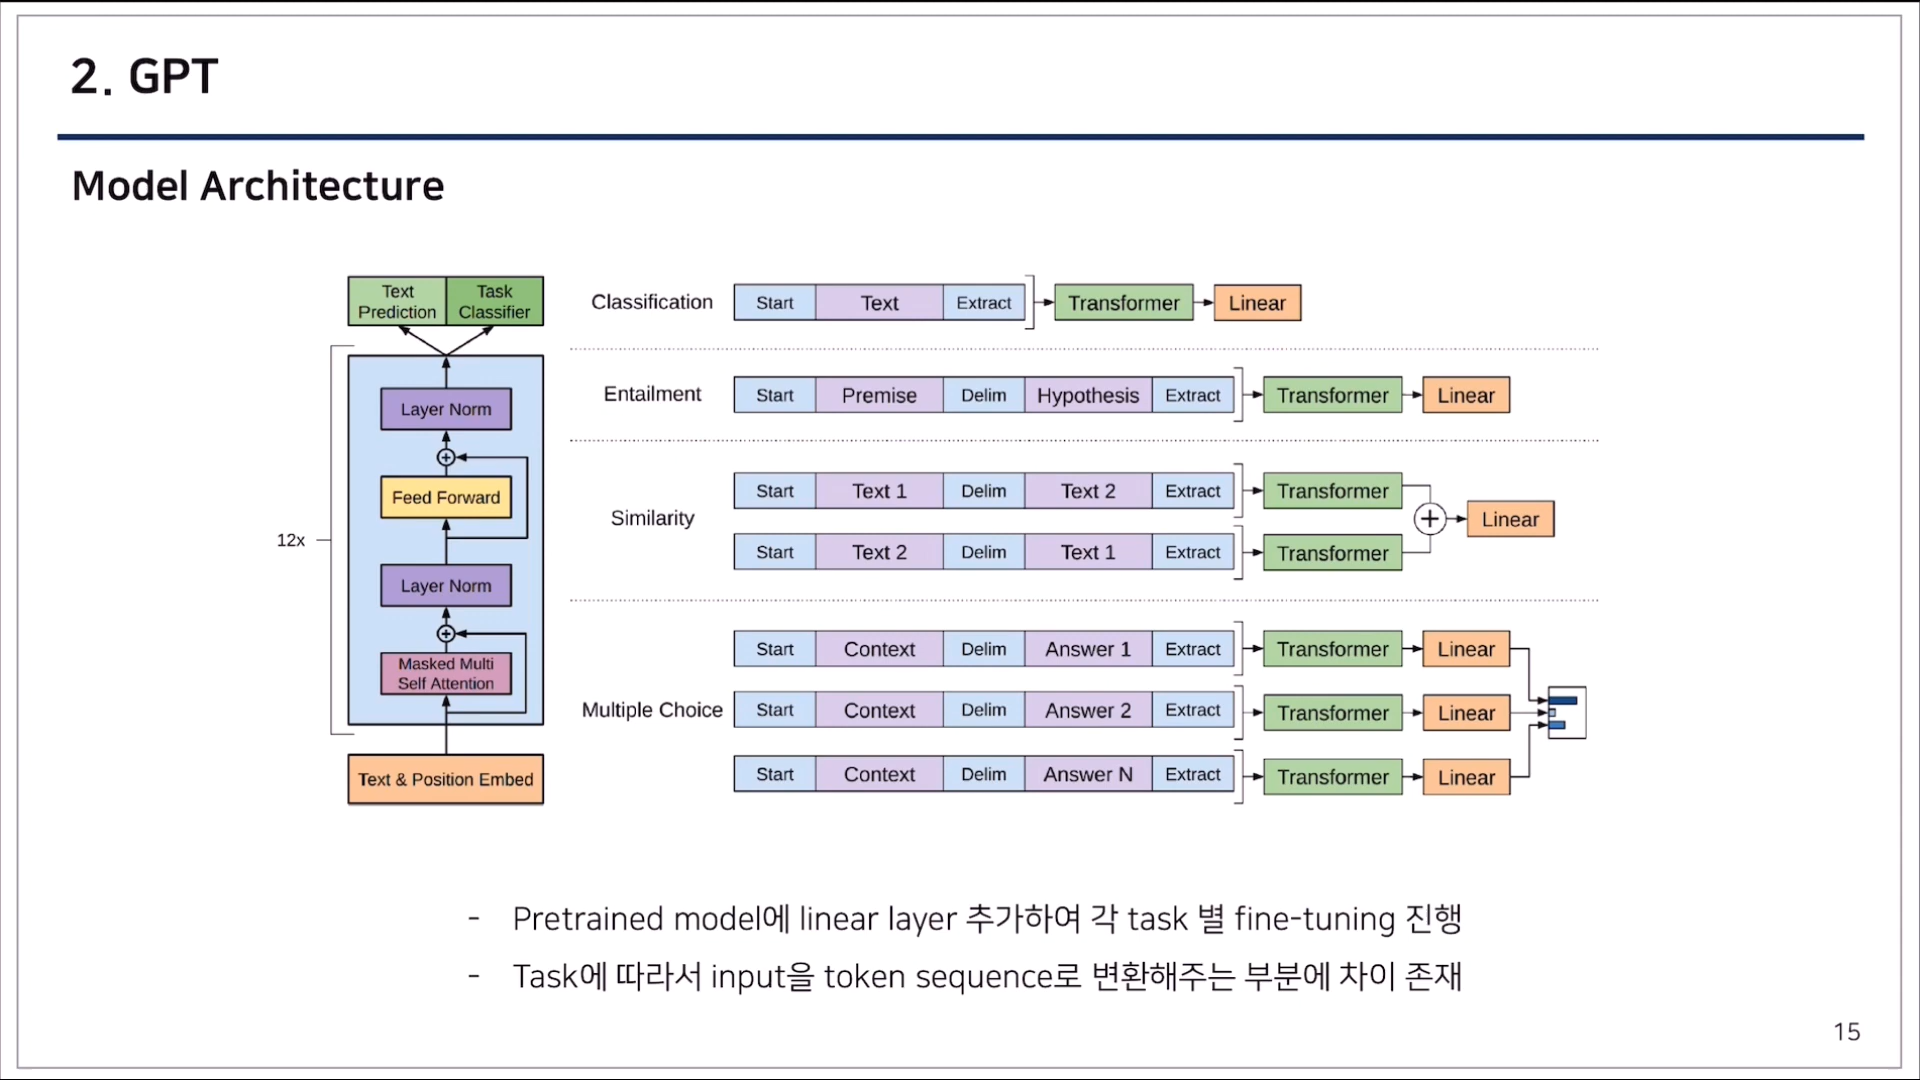 2. GPT
Model Architecture
Text Prediction
Task Classifier
Layer Norm
Feed Forward
12x
Layer Norm
Masked Multi Self Attention
Text & Position Embed
Classification Start Text Extract Transformer Linear
Entailment Start Premise Delim Hypothesis Extract Transformer Linear
Similarity
Start Text 1 Delim Text 2 Extract Transformer
Start Text 2 Delim Text 1 Extract Transformer
Linear
Multiple Choice
Start Context Delim Answer 1 Extract Transformer Linear
Start Context Delim Answer 2 Extract Transformer Linear
Start Context Delim Answer N Extract Transformer Linear
- Pretrained model에 linear layer 추가하여 각 task 별 fine-tuning 진행
- Task에 따라서 input을 token sequence로 변환해주는 부분에 차이 존재
15